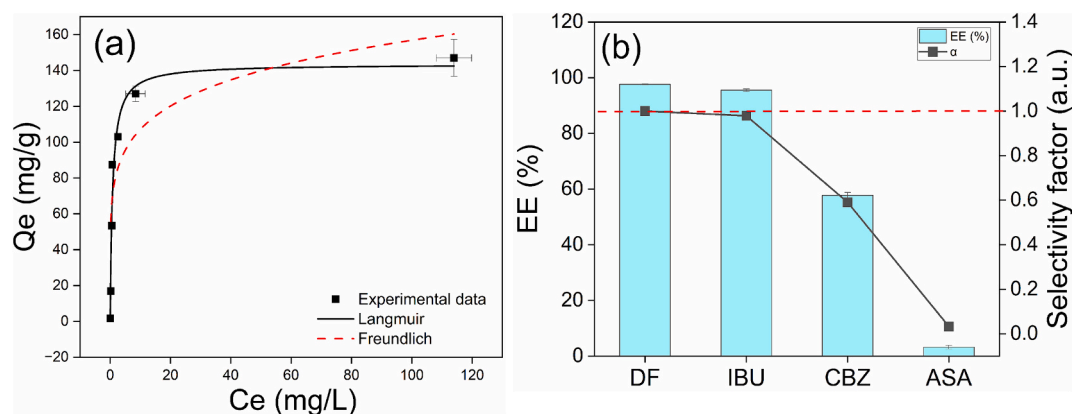 (a)
160
140
120
100
80
60
40
20
0
−20
Qe (mg/g)
0 20 40 60 80 100 120
Ce (mg/L)
Experimental data
Langmuir
Freundlich
(b)
120
100
80
60
40
20
0
EE (%)
EE (%)
α
1.4
1.2
1.0
0.8
0.6
0.4
0.2
0.0
Selectivity factor (a.u.)
DF IBU CBZ ASA